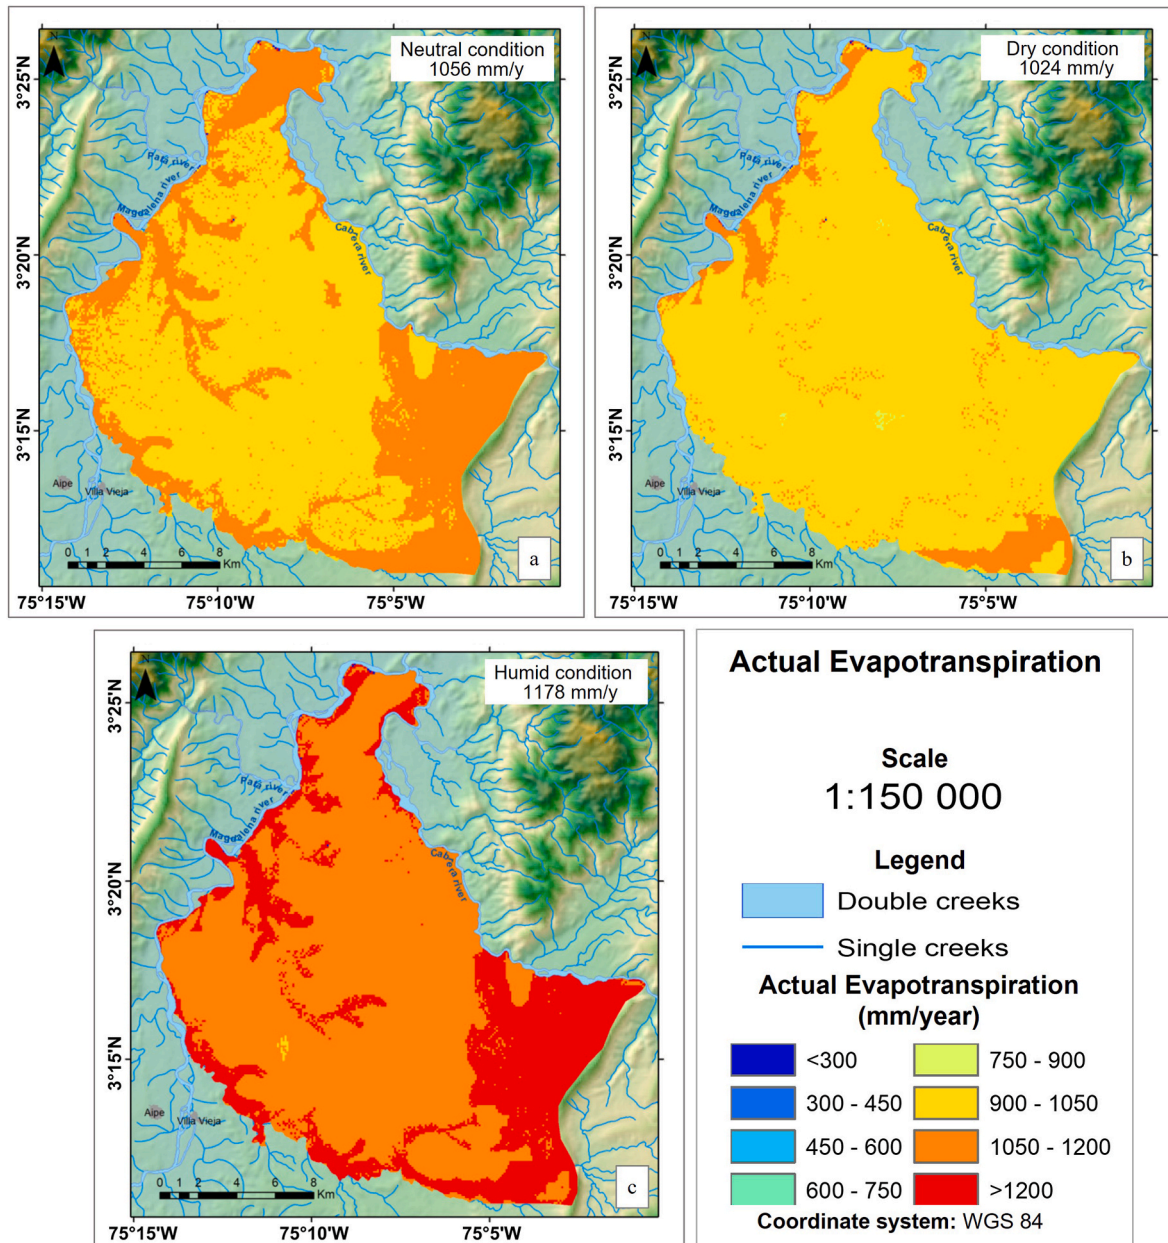 N
Neutral condition
1056 mm/y
3°25'N
3°20'N
3°15'N
Pata river
Magdalena river
Cabrera river
Aipe
Villa Vieja
0 1 2 4 6 8
Km
a
75°15'W 75°10'W 75°5'W
N
Dry condition
1024 mm/y
3°25'N
3°20'N
3°15'N
Pata river
Magdalena river
Cabrera river
Aipe
Villa Vieja
0 1 2 4 6 8
Km
b
75°15'W 75°10'W 75°5'W
N
Humid condition
1178 mm/y
3°25'N
3°20'N
3°15'N
Pata river
Magdalena river
Cabrera river
Aipe
Villa Vieja
0 1 2 4 6 8
Km
c
75°15'W 75°10'W 75°5'W
Actual Evapotranspiration
Scale
1:150 000
Legend
Double creeks
Single creeks
Actual Evapotranspiration
(mm/year)
<300
300 - 450
450 - 600
600 - 750
750 - 900
900 - 1050
1050 - 1200
>1200
Coordinate system: WGS 84